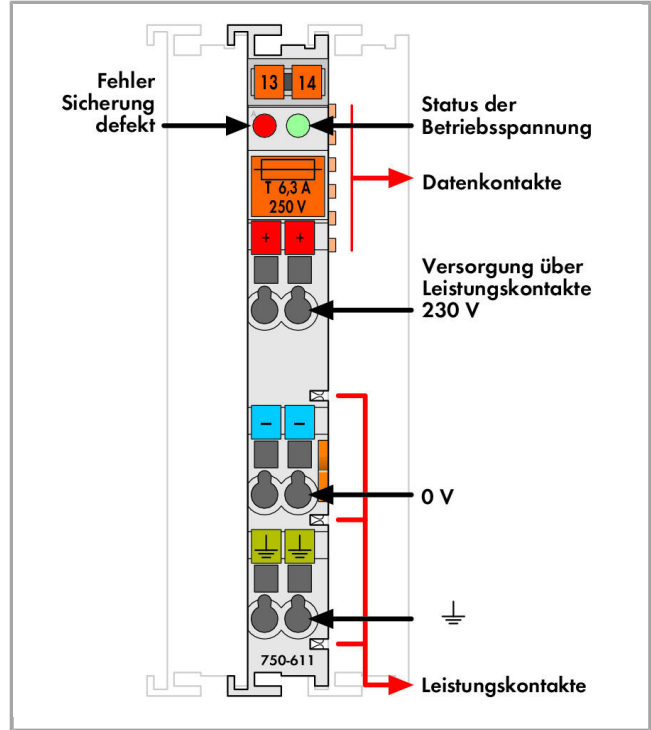 13 14
Fehler
Sicherung
defekt
A
Status der
Betriebsspannung
Datenkontakte
T 6,3 A
250 V
+ +
Versorgung über
Leistungskontakte
230 V
− −
0 V
750-611
Leistungskontakte